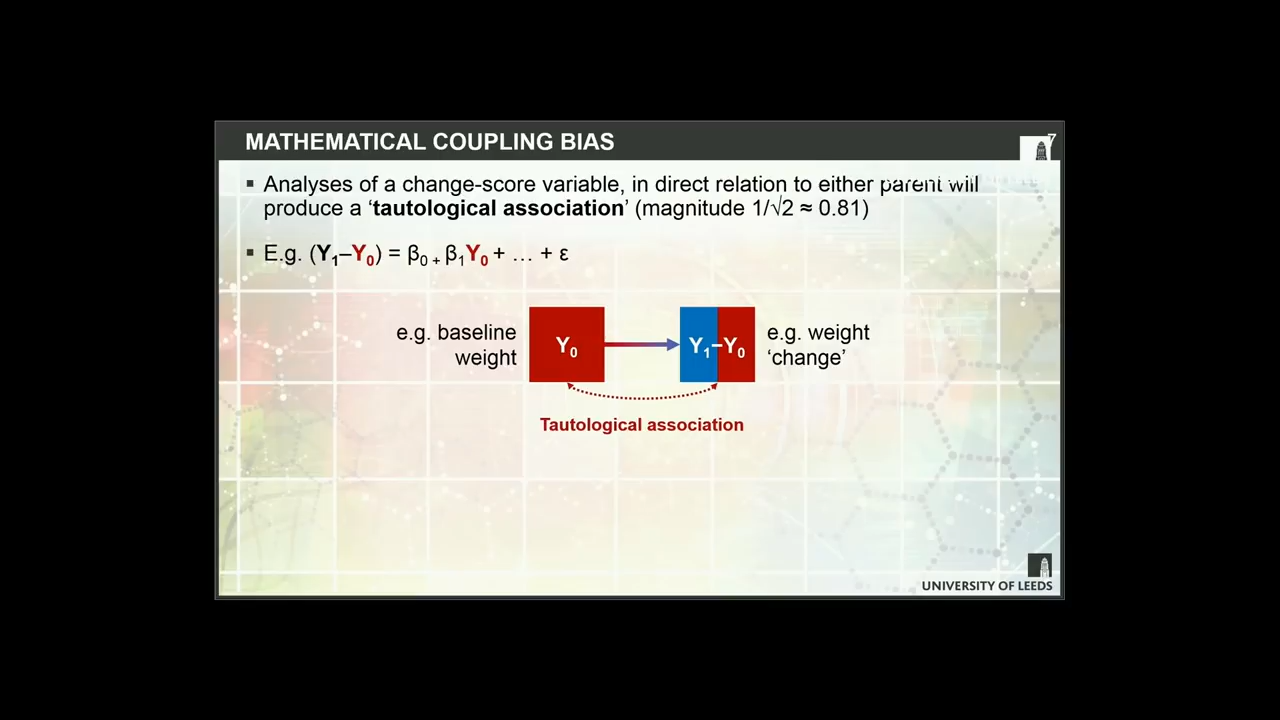 MATHEMATICAL COUPLING BIAS
7
▪ Analyses of a change-score variable, in direct relation to either parent will
produce a ‘tautological association’ (magnitude 1/√2 ≈ 0.81)
▪ E.g. (Y₁–Y₀) = β₀ + β₁Y₀ + … + ε
e.g. baseline
weight
Y₀
Y₁–Y₀
e.g. weight
‘change’
Tautological association
UNIVERSITY OF LEEDS